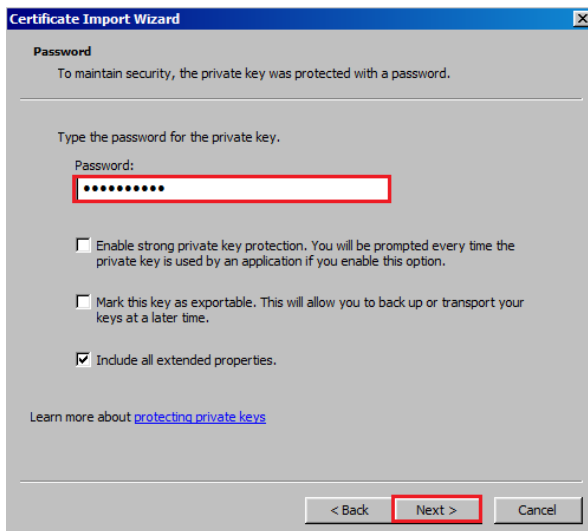 Certificate Import Wizard
Password
To maintain security, the private key was protected with a password.
Type the password for the private key.
Password:
••••••••••
Enable strong private key protection. You will be prompted every time the
private key is used by an application if you enable this option.
Mark this key as exportable. This will allow you to back up or transport your
keys at a later time.
Include all extended properties.
Learn more about protecting private keys
< Back Next > Cancel